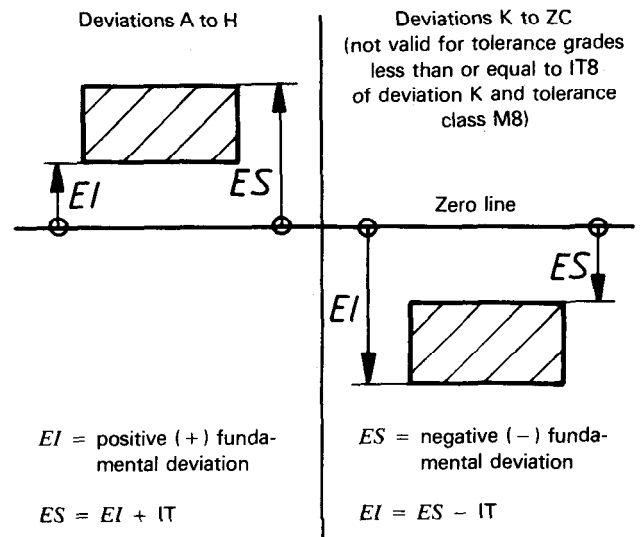 Deviations A to H
EI
ES
EI = positive (+) funda-
mental deviation
ES = EI + IT
Deviations K to ZC
(not valid for tolerance grades
less than or equal to IT8
of deviation K and tolerance
class M8)
Zero line
EI
ES
ES = negative (−) funda-
mental deviation
EI = ES − IT